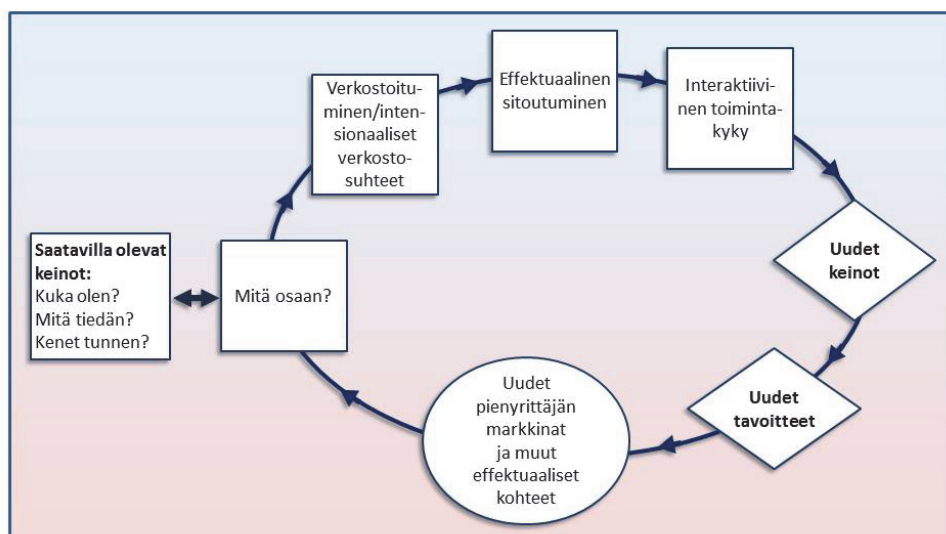 Saatavilla olevat
keinot:
Kuka olen?
Mitä tiedän?
Kenet tunnen?
Mitä osaan?
Verkostoitu-
minen/inten-
sionaaliset
verkosto-
suhteet
Effektuaalinen
sitoutuminen
Interaktiivi-
nen toiminta-
kyky
Uudet
keinot
Uudet
tavoitteet
Uudet
pienyrittäjän
markkinat
ja muut
effektuaaliset
kohteet